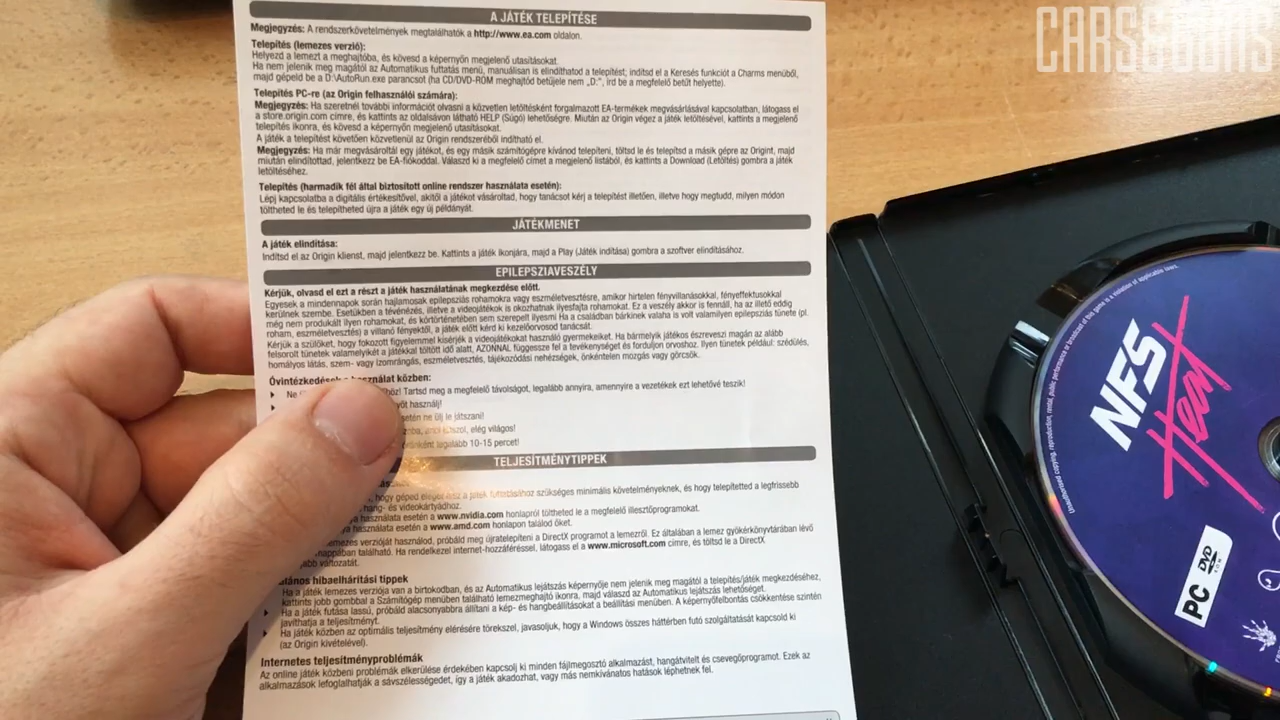 CARSCOOMS
A JÁTÉK TELEPÍTÉSE
Megjegyzés: A rendszerkövetelmények megtalálhatók a http://www.ea.com oldalon.
Telepítés (lemezes verzió):
Helyezd a lemezt a meghajtóba, és kövesd a képernyőn megjelenő utasításokat.
Ha nem jelenik meg magától az Automatikus futtatás menü, manuálisan is elindíthatod a telepítést: indítsd el a Keresés funkciót a Charms menüből,
majd gépeld be a D:\AutoRun.exe parancsot (ha CD/DVD-ROM meghajtód betűjele nem „D:”, írd be a megfelelő betűt helyette).
Telepítés PC-re (az Origin felhasználói számára):
Megjegyzés: Ha szeretnél további információt olvasni a közvetlen letöltésként forgalmazott EA-termékek megvásárlásával kapcsolatban, látogass el
a store.origin.com címre, és kattints az oldalsávon látható HELP (Súgó) lehetőségre. Miután az Origin végez a játék letöltésével, kattints a megjelenő
telepítés ikonra, és kövesd a képernyőn megjelenő utasításokat.
A játék a telepítést követően közvetlenül az Origin rendszeréből indítható el.
Megjegyzés: Ha már megvásároltál egy játékot, és egy másik számítógépre kívánod telepíteni, töltsd le és telepítsd a másik gépre az Origint, majd
miután elindítottad, jelentkezz be EA-fiókoddal. Válaszd ki a megfelelő címet a megjelenő listából, és kattints a Download (Letöltés) gombra a játék
letöltéséhez.
Telepítés (harmadik fél által biztosított online rendszer használata esetén):
Lépj kapcsolatba a digitális értékesítővel, akitől a játékot vásároltad, hogy tanácsot kérj a telepítést illetően, illetve hogy megtudd, milyen módon
töltheted le és telepítheted újra a játék egy új példányát.
JÁTÉKMENET
A játék elindítása:
Indítsd el az Origin klienst, majd jelentkezz be. Kattints a játék ikonjára, majd a Play (Játék indítása) gombra a szoftver elindításához.
EPILEPSZIAVESZÉLY
Kérjük, olvasd el ezt a részt a játék használatának megkezdése előtt.
Egyesek a mindennapok során hajlamosak epilepsziás rohamokra vagy eszméletvesztésre, amikor hirtelen fényvillanásokkal, fényeffektusokkal
kerülnek szembe. Esetükben a tévénézés, illetve a videojátékok is okozhatnak ilyesfajta rohamokat. Ez a veszély akkor is fennáll, ha az illető eddig
még nem produkált ilyen rohamokat, és kórtörténetében sem szerepelt ilyesmi Ha a családban bárkinek valaha is volt valamilyen epilepsziás tünete (pl.
roham, eszméletvesztés) a villanó fényektől, a játék előtt kérd ki kezelőorvosod tanácsát.
Kérjük a szülőket, hogy fokozott figyelemmel kísérjék a videojátékokat használó gyermekeiket. Ha bármelyik játékos észreveszi magán az alább
felsorolt tünetek valamelyikét a játékkal töltött idő alatt, AZONNAL függessze fel a tevékenységet és forduljon orvoshoz. Ilyen tünetek például: szédülés,
homályos látás, szem- vagy izomrángás, eszméletvesztés, tájékozódási nehézségek, önkéntelen mozgás vagy görcsök.
Óvintézkedések használat közben:
Ne Tartsd meg a megfelelő távolságot, legalább annyira, amennyire a vezetékek ezt lehetővé teszik!
használj!
esetén ne ülj le játszani!
elég világos!
legalább 10-15 percet!
TELJESÍTMÉNYTIPPEK
hogy géped eleget tesz a játék futtatásához szükséges minimális követelményeknek, és hogy telepítetted a legfrissebb
hang- és videokártyádhoz.
használata esetén a www.nvidia.com honlapról töltheted le a megfelelő illesztőprogramokat.
használata esetén a www.amd.com honlapon találod őket.
verzióját használod, próbáld meg újratelepíteni a DirectX programot a lemezről. Ez általában a lemez gyökérkönyvtárában lévő
található. Ha rendelkezel internet-hozzáféréssel, látogass el a www.microsoft.com címre, és töltsd le a DirectX
változatát.
hibaelhárítási tippek
Ha a játék lemezes verziója van a birtokodban, és az Automatikus lejátszás képernyője nem jelenik meg magától a telepítés/játék megkezdéséhez,
kattints jobb gombbal a Számítógép menüben található lemezmeghajtó ikonra, majd válaszd az Automatikus lejátszás lehetőséget.
Ha a játék futása lassú, próbáld alacsonyabbra állítani a kép- és hangbeállításokat a beállítási menüben. A képernyőfelbontás csökkentése szintén
javíthatja a teljesítményt.
Ha játék közben az optimális teljesítmény elérésére törekszel, javasoljuk, hogy a Windows összes háttérben futó szolgáltatását kapcsold ki
(az Origin kivételével).
Internetes teljesítményproblémák
Az online játék közbeni problémák elkerülése érdekében kapcsolj ki minden fájlmegosztó alkalmazást, hangátvitelt és csevegőprogramot. Ezek az
alkalmazások lefoglalhatják a sávszélességedet, így a játék akadozhat, vagy más nemkívánatos hatások léphetnek fel.
Unauthorised copying, reproduction, rental, public performance or broadcast of this game is a violation of applicable laws.
NFS
Heat
PC
DVD
ROM